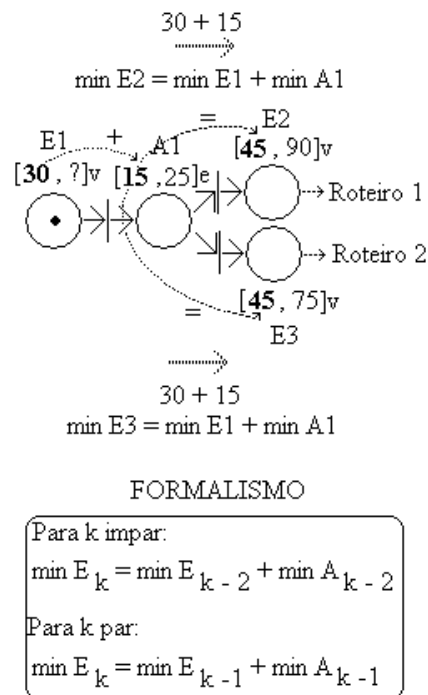 30 + 15
min E2 = min E1 + min A1
E1 + A1 = E2
[30 , ?]v [15 ,25]e [45, 90]v
Roteiro 1
Roteiro 2
[45, 75]v
= E3
30 + 15
min E3 = min E1 + min A1
FORMALISMO
Para k impar:
min E k = min E k - 2 + min A k - 2
Para k par:
min E k = min E k - 1 + min A k - 1